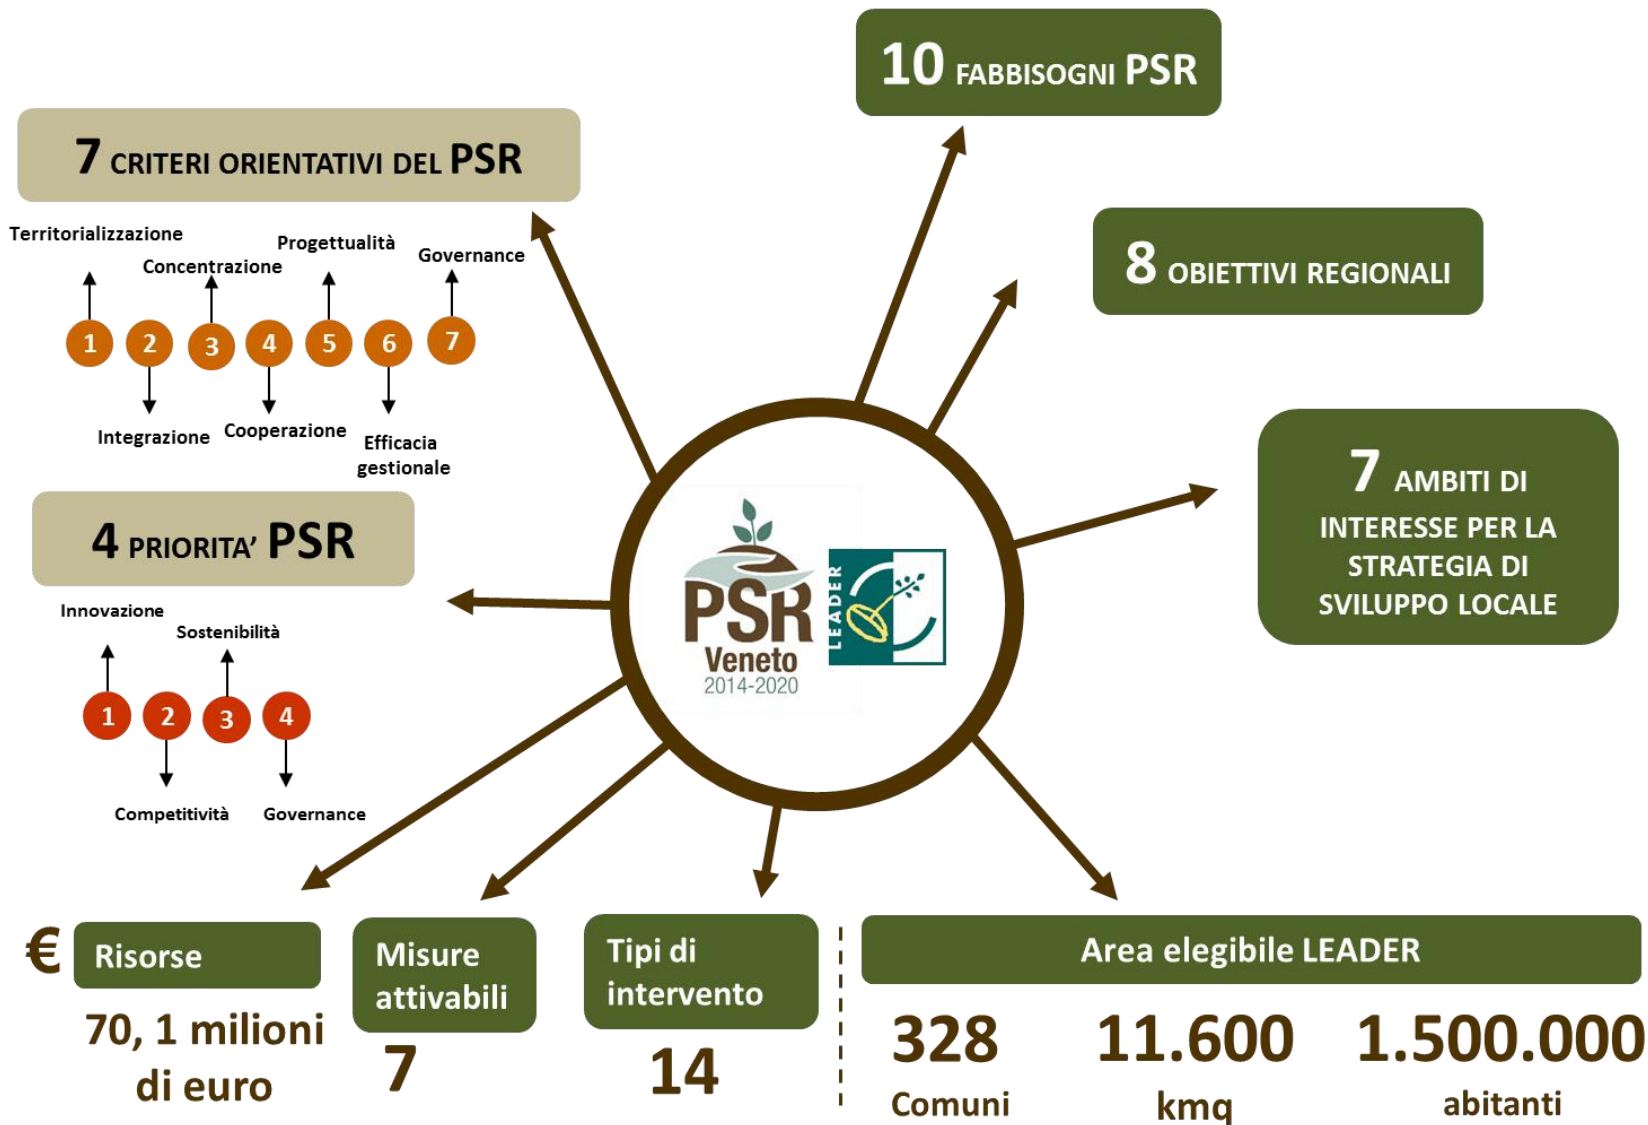 10 FABBISOGNI PSR
7 CRITERI ORIENTATIVI DEL PSR
Territorializzazione
Concentrazione
Progettualità
Governance
1 2 3 4 5 6 7
Integrazione
Cooperazione
Efficacia
gestionale
8 OBIETTIVI REGIONALI
7 AMBITI DI
INTERESSE PER LA
STRATEGIA DI
SVILUPPO LOCALE
4 PRIORITA’ PSR
Innovazione
Sostenibilità
1 2 3 4
Competitività
Governance
PSR
Veneto
2014-2020
LEADER
€ Risorse
70, 1 milioni
di euro
Misure
attivabili
7
Tipi di
intervento
14
Area elegibile LEADER
328
Comuni
11.600
kmq
1.500.000
abitanti